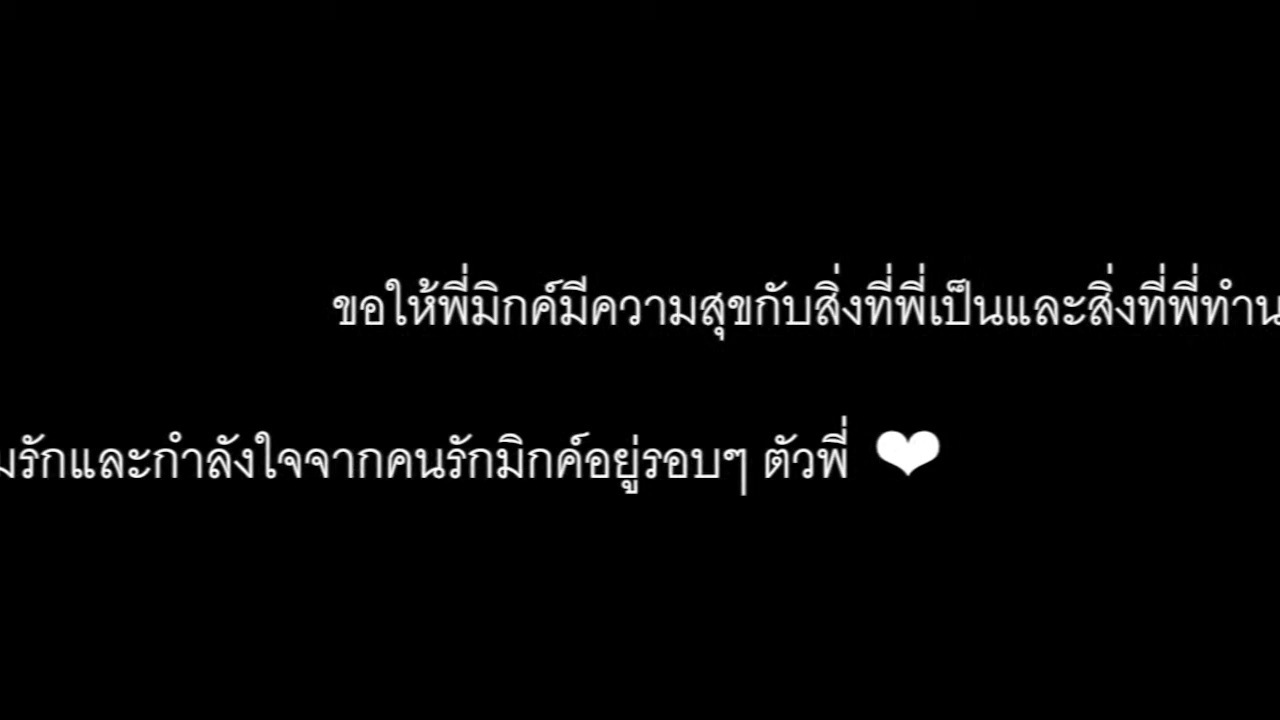 ขอให้พี่มิกค์มีความสุขกับสิ่งที่พี่เป็นและสิ่งที่พี่ทำ
รักและกำลังใจจากคนรักมิกค์อยู่รอบๆ ตัวพี่ ❤